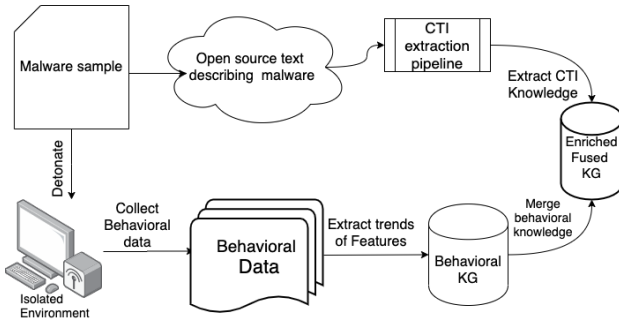 Malware sample
Open source text
describing malware
CTI
extraction
pipeline
Extract CTI
Knowledge
Enriched
Fused
KG
Detonate
Isolated
Environment
Collect
Behavioral
data
Behavioral
Data
Extract trends
of Features
Behavioral
KG
Merge
behavioral
knowledge